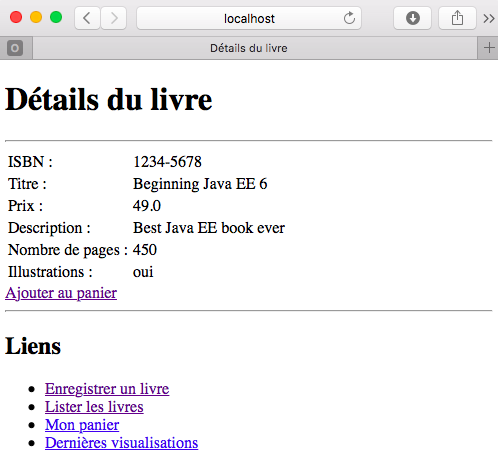 localhost
O
Détails du livre
Détails du livre
ISBN : 1234-5678
Titre : Beginning Java EE 6
Prix : 49.0
Description : Best Java EE book ever
Nombre de pages : 450
Illustrations : oui
Ajouter au panier
Liens
Enregistrer un livre
Lister les livres
Mon panier
Dernières visualisations